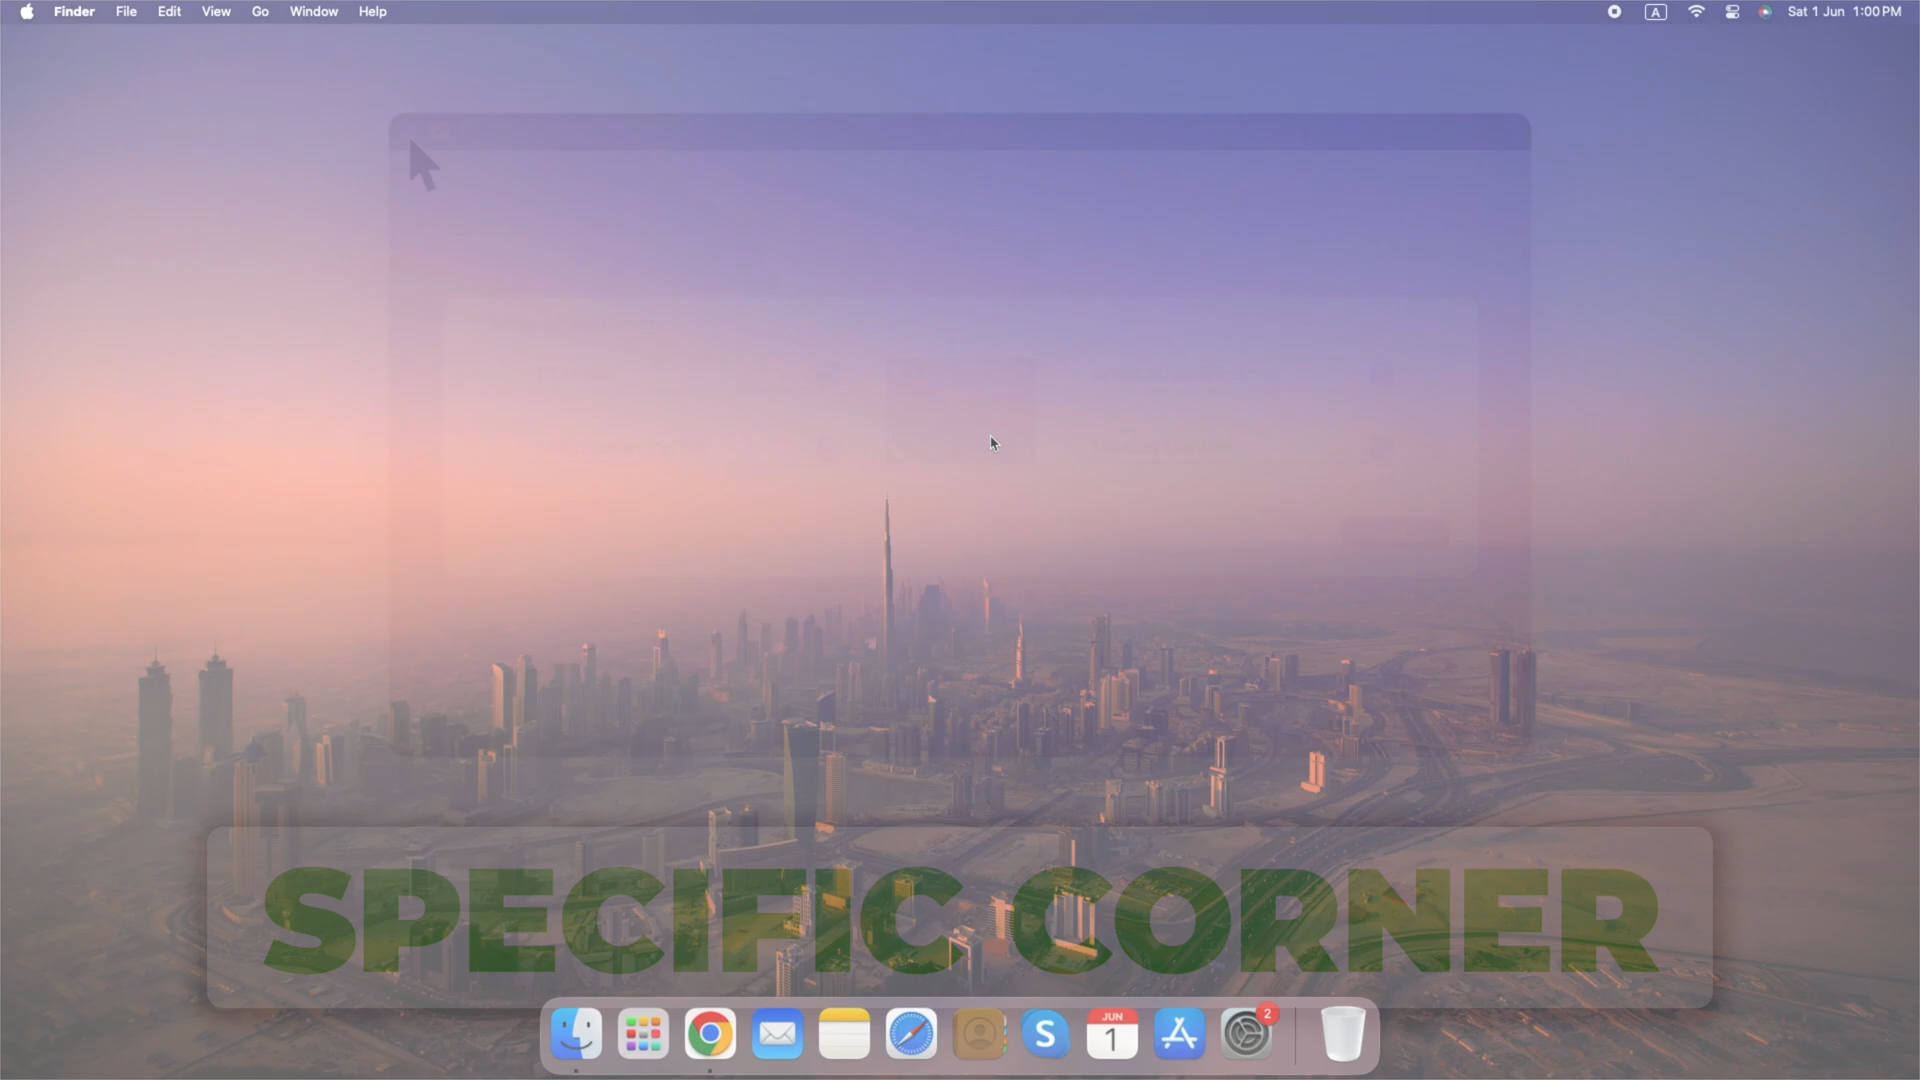 Finder File Edit View Go Window Help A Sat 1 Jun 1:00 PM
SPECIFIC CORNER
S JUN 1 2